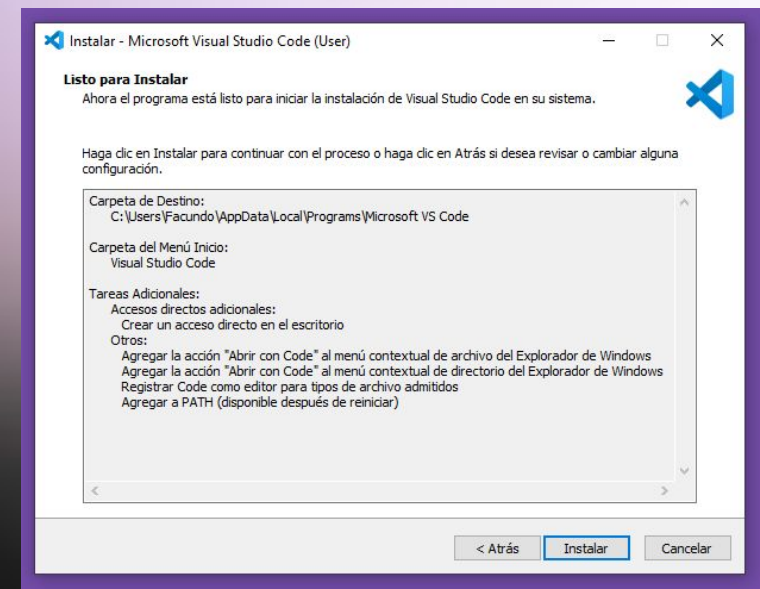 Instalar - Microsoft Visual Studio Code (User)
Listo para Instalar
Ahora el programa está listo para iniciar la instalación de Visual Studio Code en su sistema.
Haga clic en Instalar para continuar con el proceso o haga clic en Atrás si desea revisar o cambiar alguna
configuración.
Carpeta de Destino:
C:\Users\Facundo\AppData\Local\Programs\Microsoft VS Code
Carpeta del Menú Inicio:
Visual Studio Code
Tareas Adicionales:
Accesos directos adicionales:
Crear un acceso directo en el escritorio
Otros:
Agregar la acción "Abrir con Code" al menú contextual de archivo del Explorador de Windows
Agregar la acción "Abrir con Code" al menú contextual de directorio del Explorador de Windows
Registrar Code como editor para tipos de archivo admitidos
Agregar a PATH (disponible después de reiniciar)
< Atrás
Instalar
Cancelar